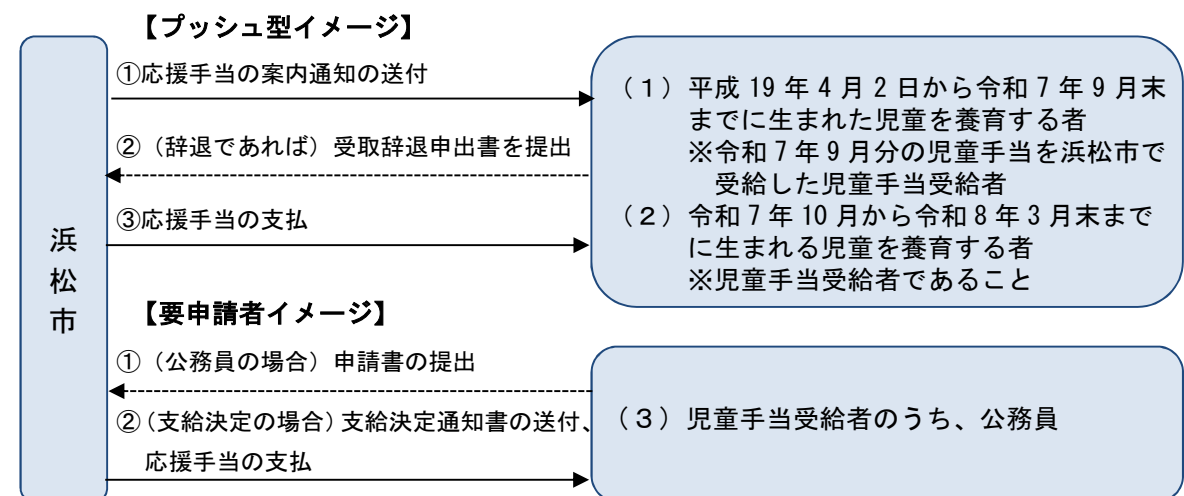 【プッシュ型イメージ】
①応援手当の案内通知の送付
②（辞退であれば）受取辞退申出書を提出
③応援手当の支払
（１）平成 19 年 4 月 2 日から令和 7 年 9 月末
までに生まれた児童を養育する者
※令和 7 年 9 月分の児童手当を浜松市で
受給した児童手当受給者
（２）令和 7 年 10 月から令和 8 年 3 月末まで
に生まれる児童を養育する者
※児童手当受給者であること
浜松市
【要申請者イメージ】
①（公務員の場合）申請書の提出
②（支給決定の場合）支給決定通知書の送付、
応援手当の支払
（３）児童手当受給者のうち、公務員